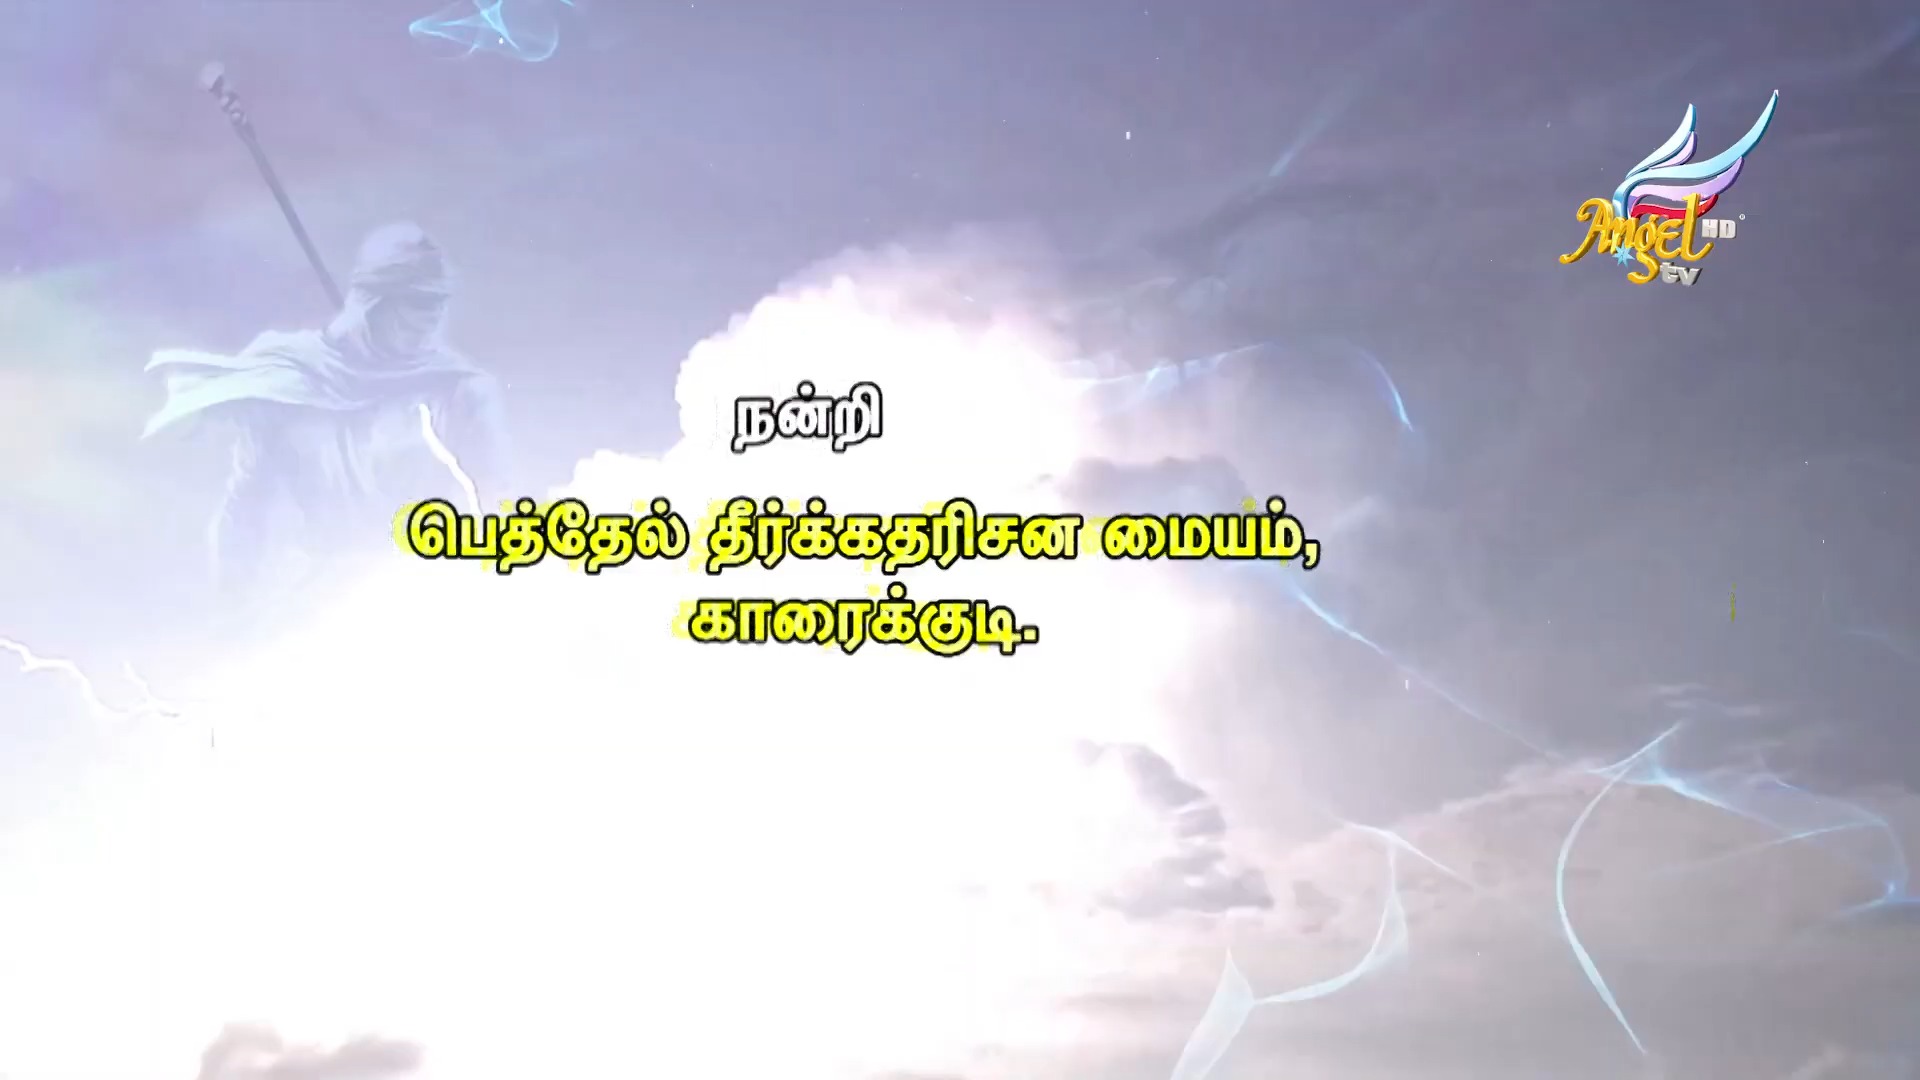 Angel HD
tv
நன்றி
பெத்தேல் தீர்க்கதரிசன மையம்,
காரைக்குடி.